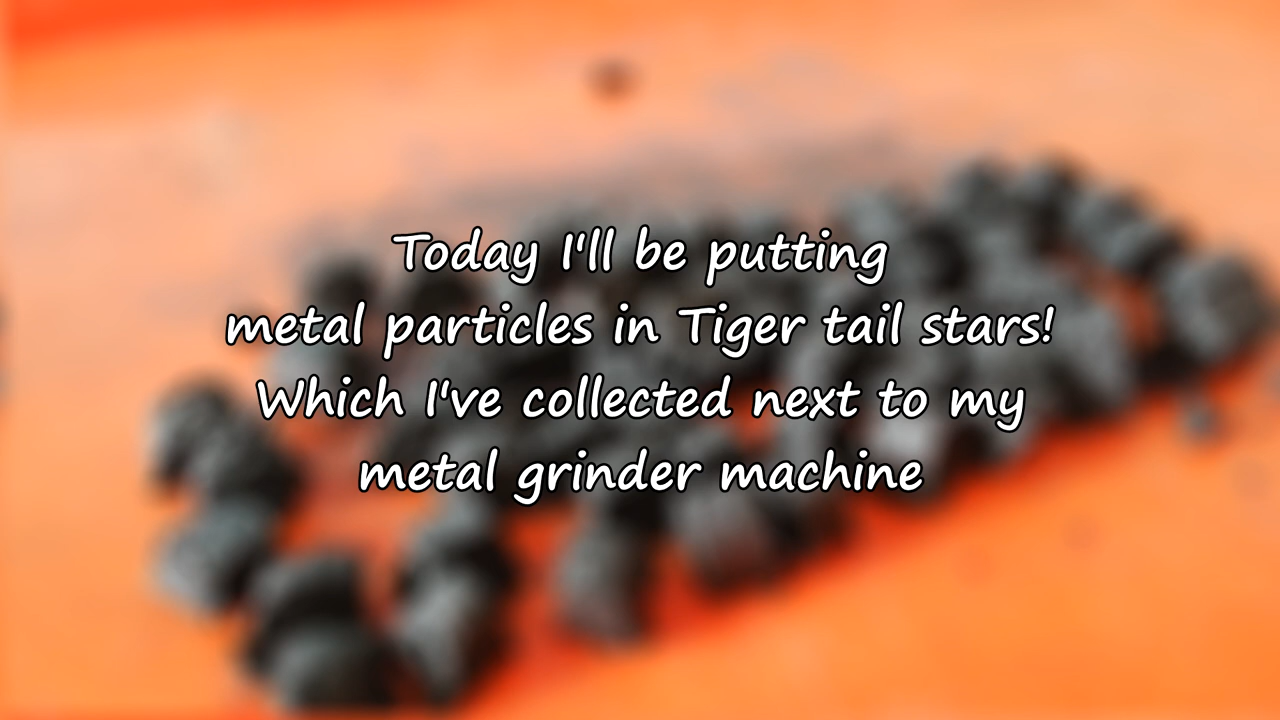 Today I'll be putting
metal particles in Tiger tail stars!
Which I've collected next to my
metal grinder machine